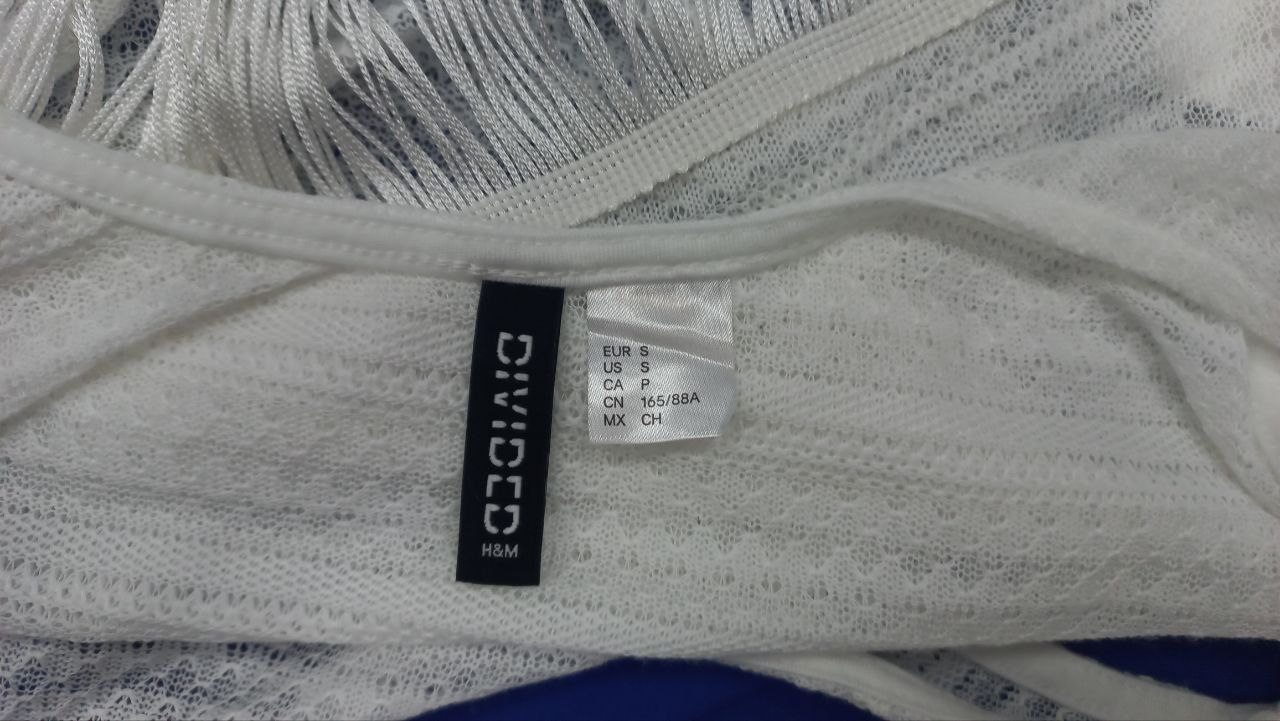 DIVIDED
H&M
EUR S
US S
CA P
CN 165/88A
MX CH